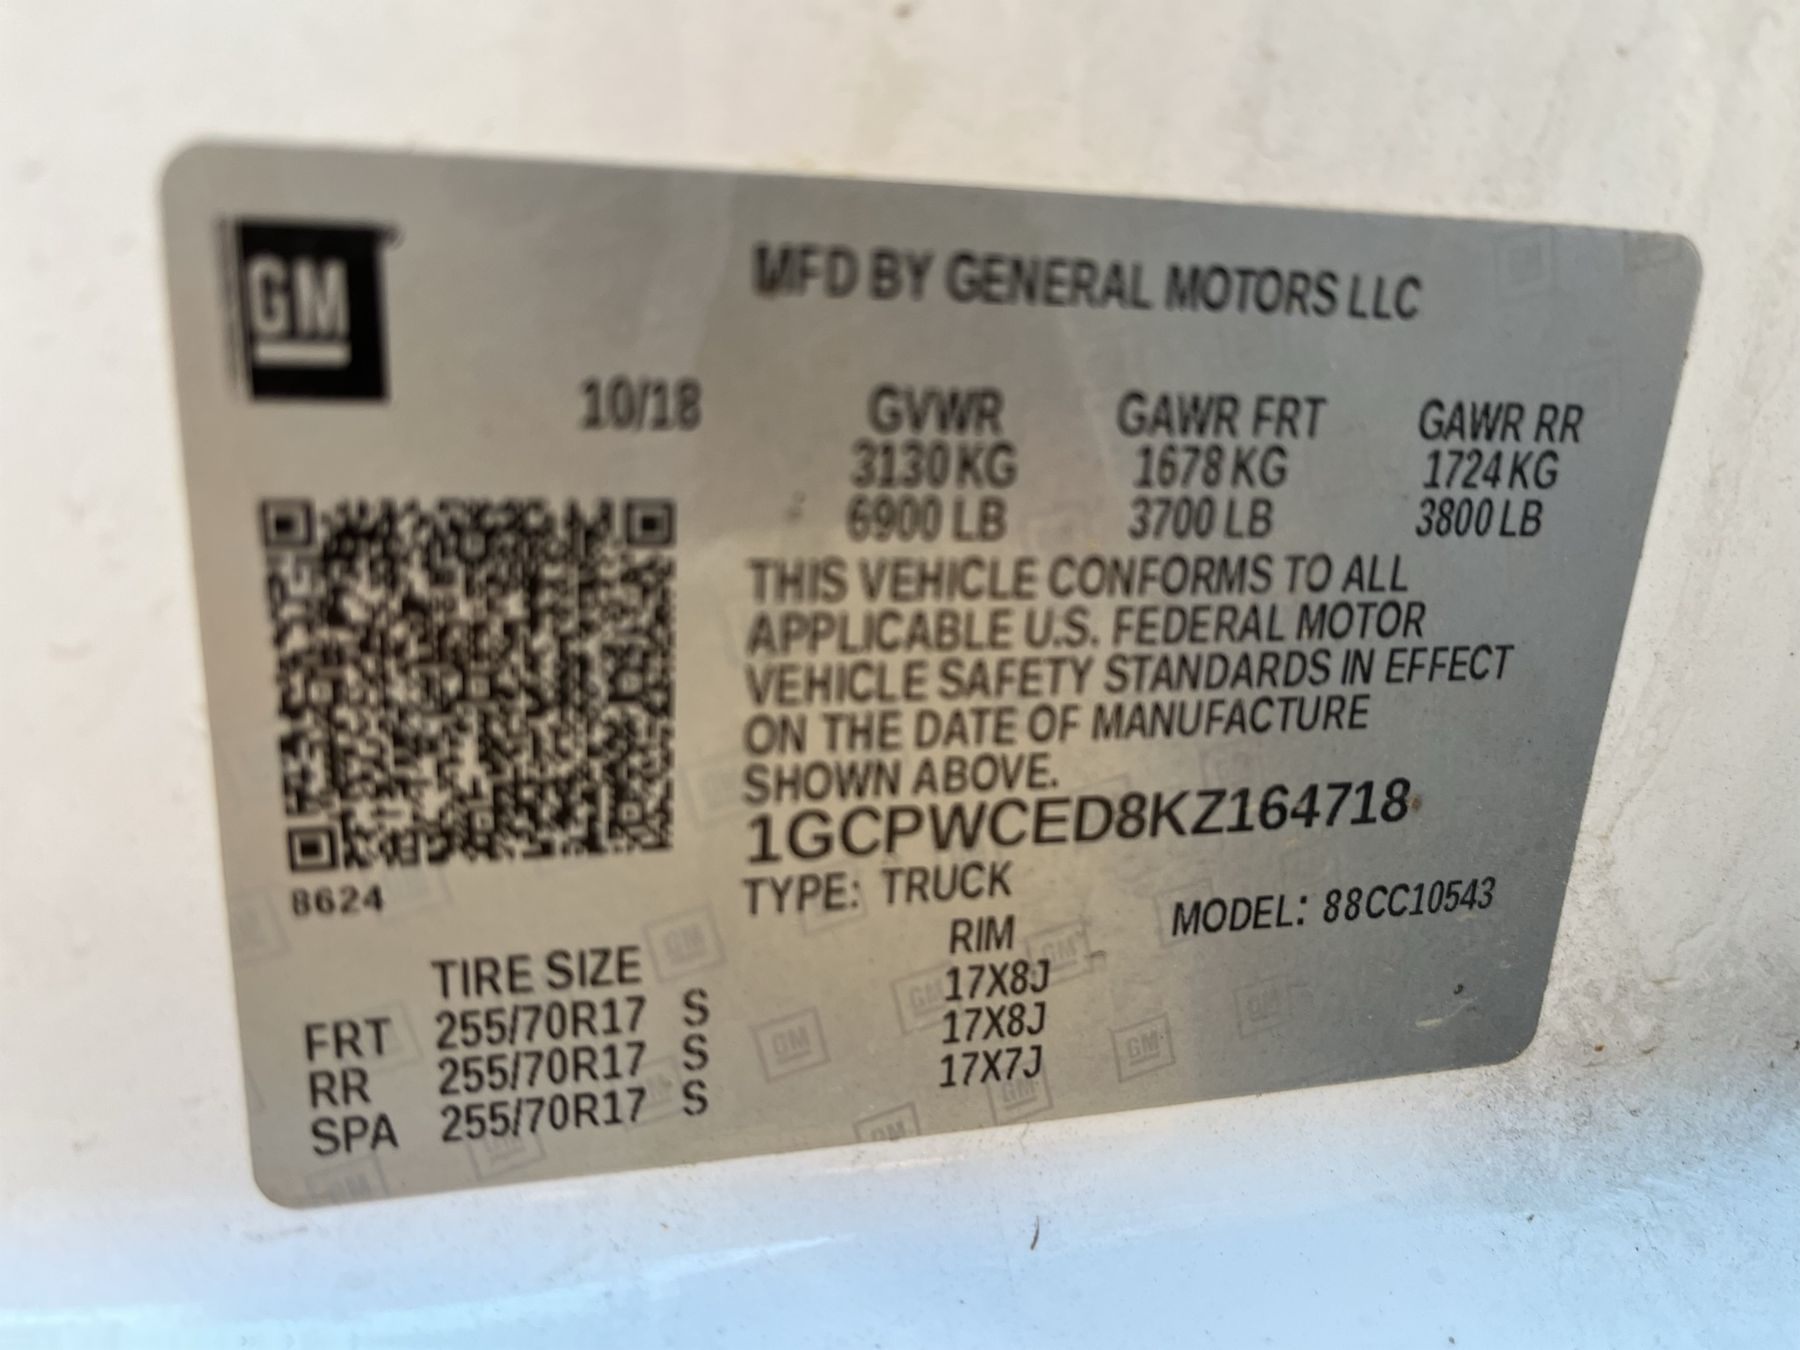 GM
MFD BY GENERAL MOTORS LLC
10/18 GVWR GAWR FRT GAWR RR
3130 KG 1678 KG 1724 KG
6900 LB 3700 LB 3800 LB
THIS VEHICLE CONFORMS TO ALL
APPLICABLE U.S. FEDERAL MOTOR
VEHICLE SAFETY STANDARDS IN EFFECT
ON THE DATE OF MANUFACTURE
SHOWN ABOVE.
1GCPWCED8KZ164718
8624
TYPE: TRUCK MODEL: 88CC10543
TIRE SIZE RIM
FRT 255/70R17 S 17X8J
RR 255/70R17 S 17X8J
SPA 255/70R17 S 17X7J